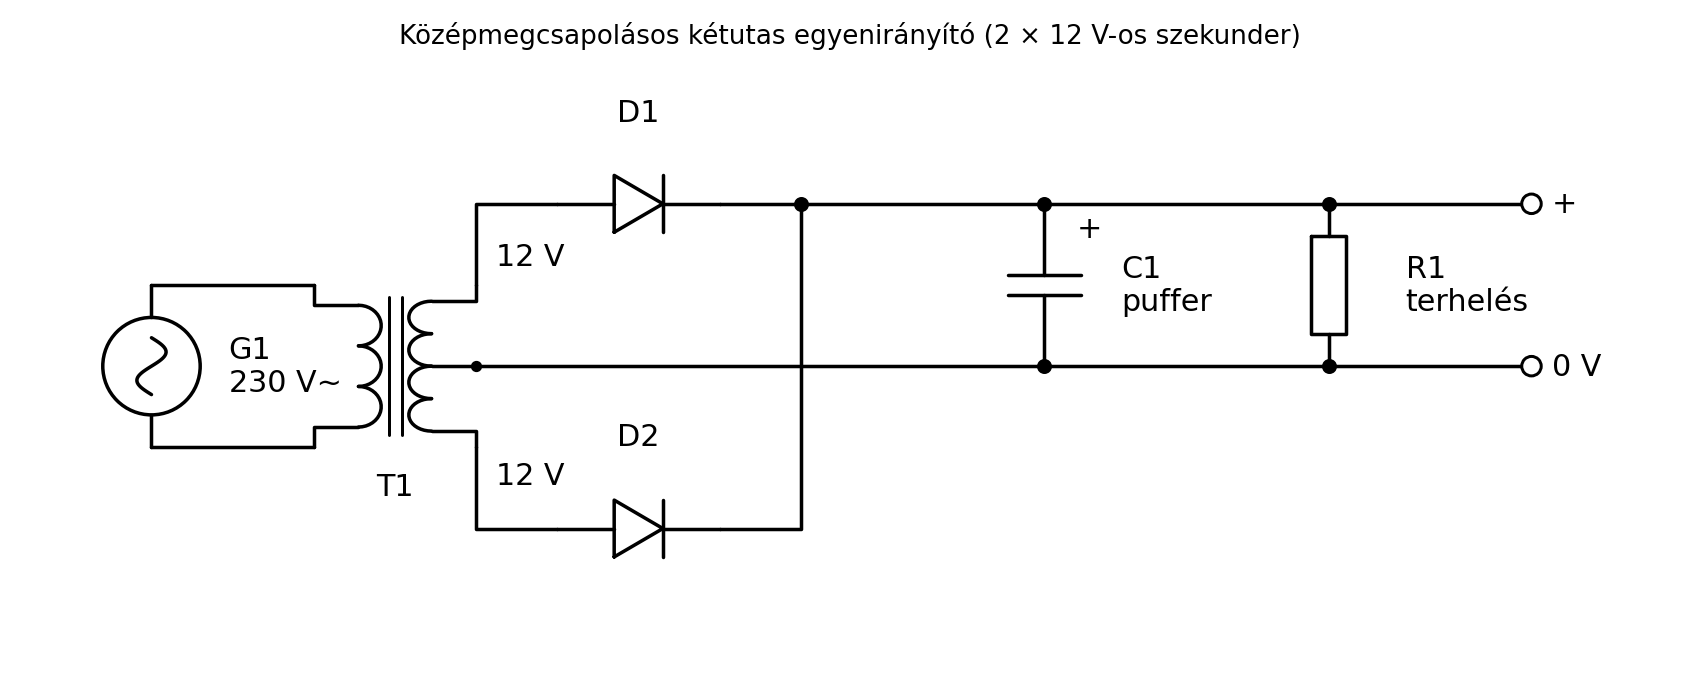 Középmegcsapolásos kétutas egyenirányító (2 × 12 V-os szekunder)
D1
+
12 V
+
C1
puffer
R1
terhelés
G1
230 V~
0 V
D2
12 V
T1